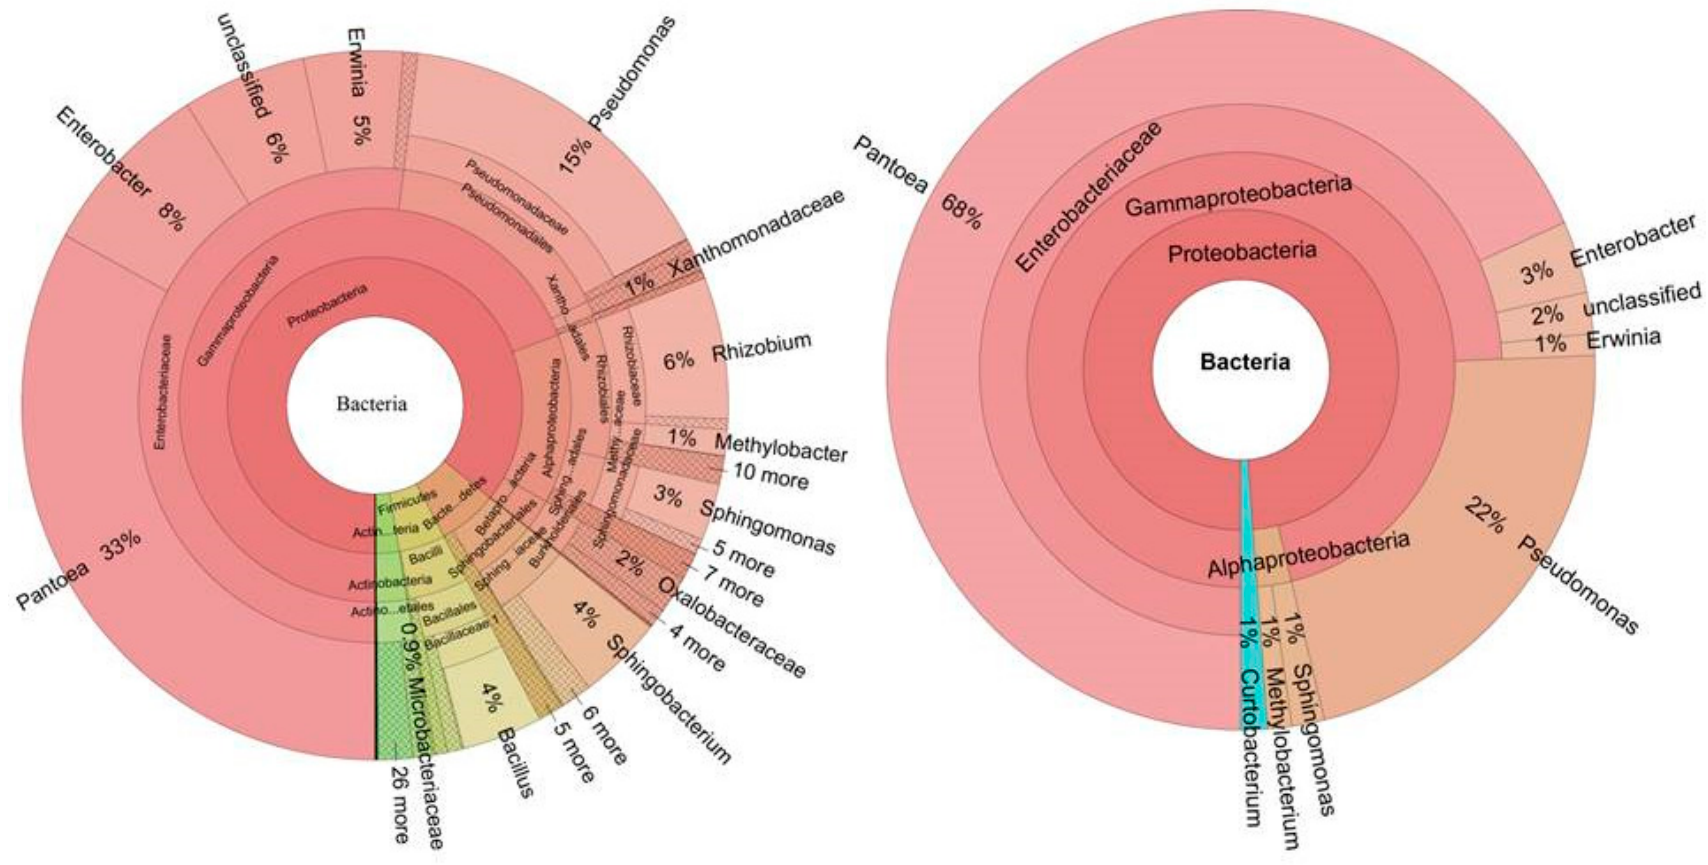 unclassified 6%
Erwinia 5%
Pseudomonas
15%
Enterobacter 8%
Pseudomonadaceae
Pseudomonadales
Xanthomonadaceae
1%
Xantho...adales
Gammaproteobacteria
Proteobacteria
Enterobacteriaceae
Bacteria
Alphaproteobacteria
Rhizobiales
Rhizobiaceae
6% Rhizobium
Methy...aceae
1% Methylobacter
10 more
Sphing...adales
Sphingomonadaceae
3% Sphingomonas
5 more
7 more
Betapro...acteria
Burkholderiales
2% Oxalobacteraceae
4 more
Bacte...detes
Sphingobacteriales
Sphing...iaceae
4% Sphingobacterium
6 more
5 more
Firmicutes
Bacilli
Bacillales
Bacillaceae 1
4% Bacillus
Actin...teria
Actinobacteria
Actino...etales
0.9% Microbacteriaceae
26 more
Pantoea 33%
Pantoea 68%
Enterobacteriaceae
Gammaproteobacteria
Proteobacteria
Bacteria
3% Enterobacter
2% unclassified
1% Erwinia
22% Pseudomonas
Alphaproteobacteria
1% Sphingomonas
1% Methylobacterium
1% Curtobacterium